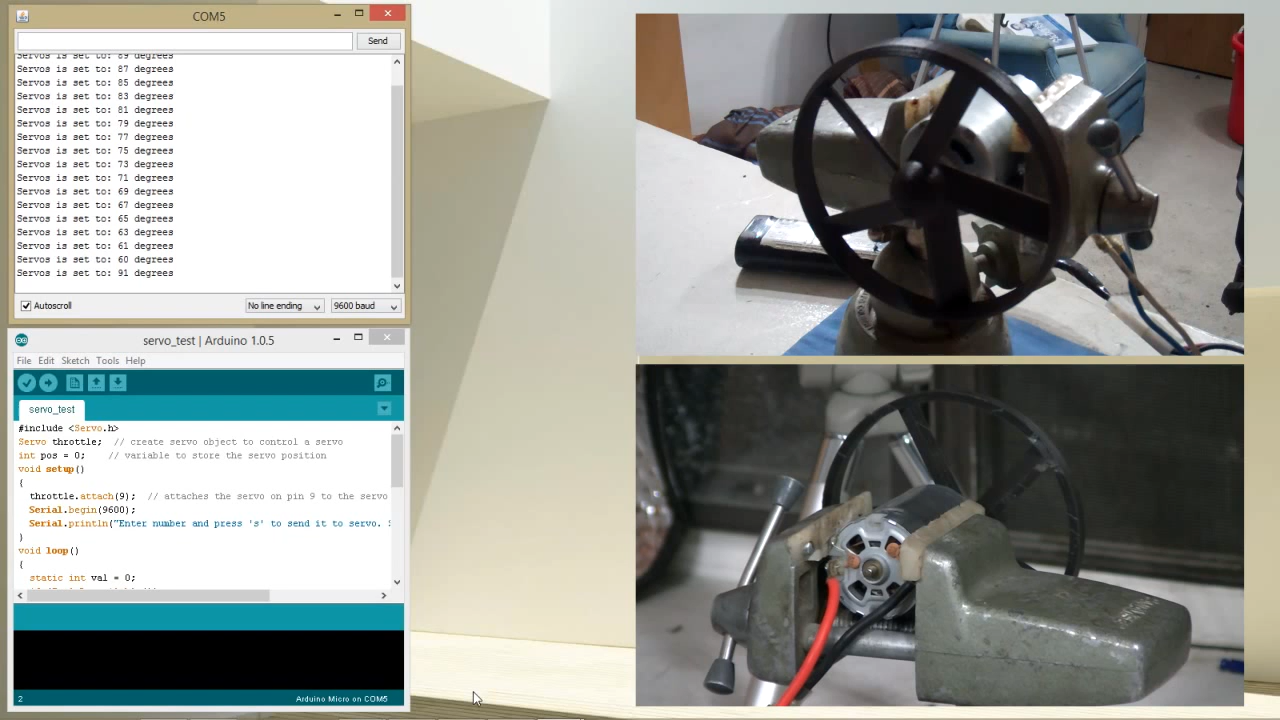 COM5
Send
Servos is set to: 89 degrees
Servos is set to: 87 degrees
Servos is set to: 85 degrees
Servos is set to: 83 degrees
Servos is set to: 81 degrees
Servos is set to: 79 degrees
Servos is set to: 77 degrees
Servos is set to: 75 degrees
Servos is set to: 73 degrees
Servos is set to: 71 degrees
Servos is set to: 69 degrees
Servos is set to: 67 degrees
Servos is set to: 65 degrees
Servos is set to: 63 degrees
Servos is set to: 61 degrees
Servos is set to: 60 degrees
Servos is set to: 91 degrees
Autoscroll No line ending 9600 baud
servo_test | Arduino 1.0.5
File Edit Sketch Tools Help
servo_test
#include <Servo.h>
Servo throttle;  // create servo object to control a servo
int pos = 0;    // variable to store the servo position
void setup()
{
  throttle.attach(9);  // attaches the servo on pin 9 to the servo
  Serial.begin(9600);
  Serial.println("Enter number and press 's' to send it to servo.
}
void loop()
{
  static int val = 0;
2 Arduino Micro on COM5